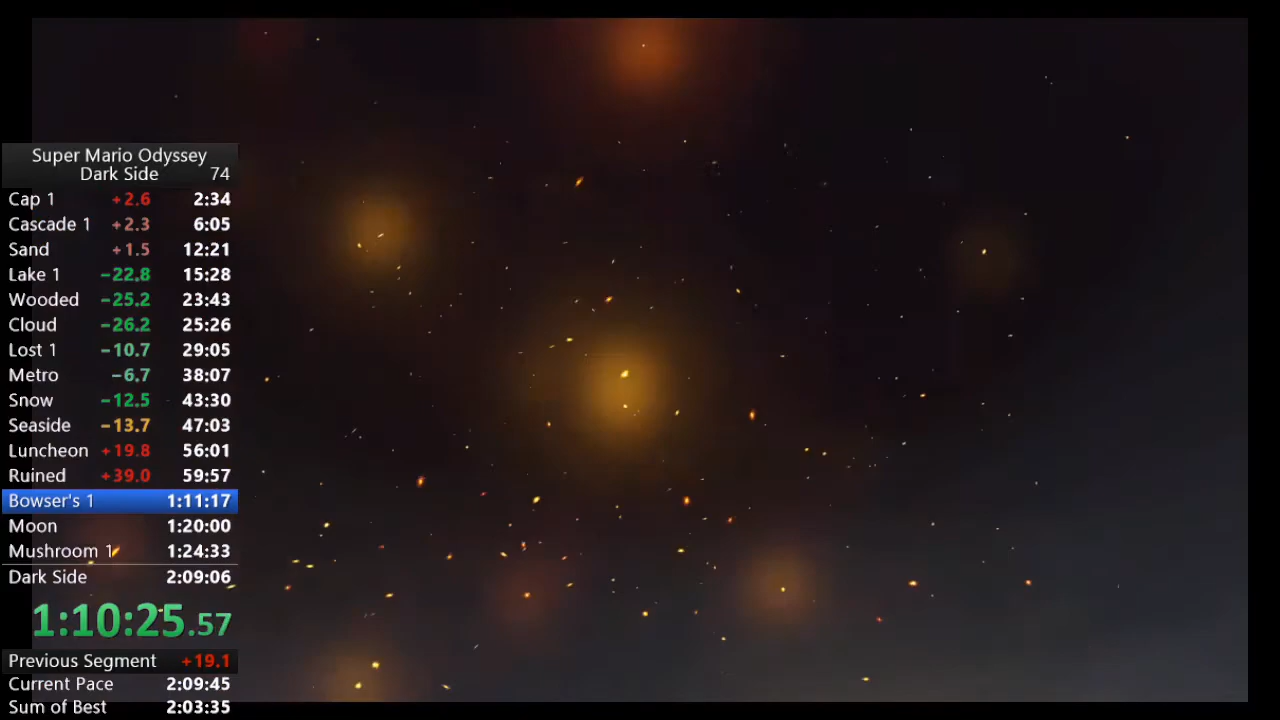 Super Mario Odyssey
Dark Side 74
Cap 1 +2.6 2:34
Cascade 1 +2.3 6:05
Sand +1.5 12:21
Lake 1 -22.8 15:28
Wooded -25.2 23:43
Cloud -26.2 25:26
Lost 1 -10.7 29:05
Metro -6.7 38:07
Snow -12.5 43:30
Seaside -13.7 47:03
Luncheon +19.8 56:01
Ruined +39.0 59:57
Bowser's 1 1:11:17
Moon 1:20:00
Mushroom 1 1:24:33
Dark Side 2:09:06
1:10:25.57
Previous Segment +19.1
Current Pace 2:09:45
Sum of Best 2:03:35